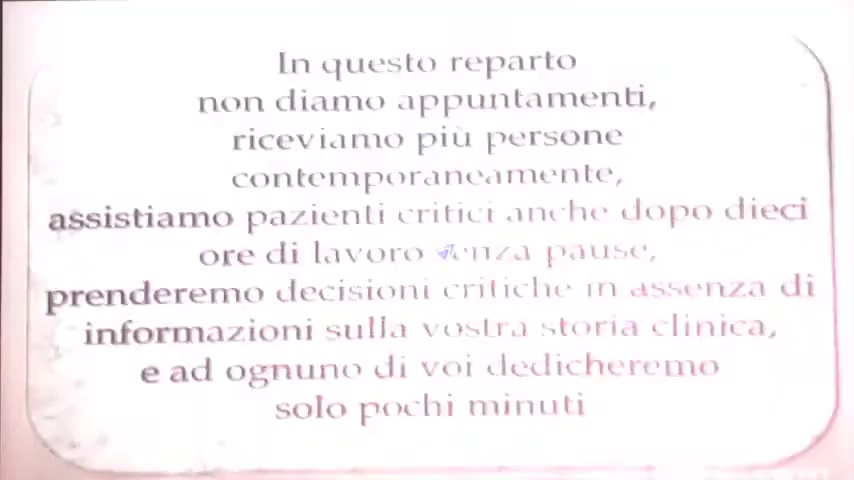 In questo reparto
non diamo appuntamenti,
riceviamo più persone
contemporaneamente,
assistiamo pazienti critici anche dopo dieci
ore di lavoro senza pause,
prenderemo decisioni critiche in assenza di
informazioni sulla vostra storia clinica,
e ad ognuno di voi dedicheremo
solo pochi minuti